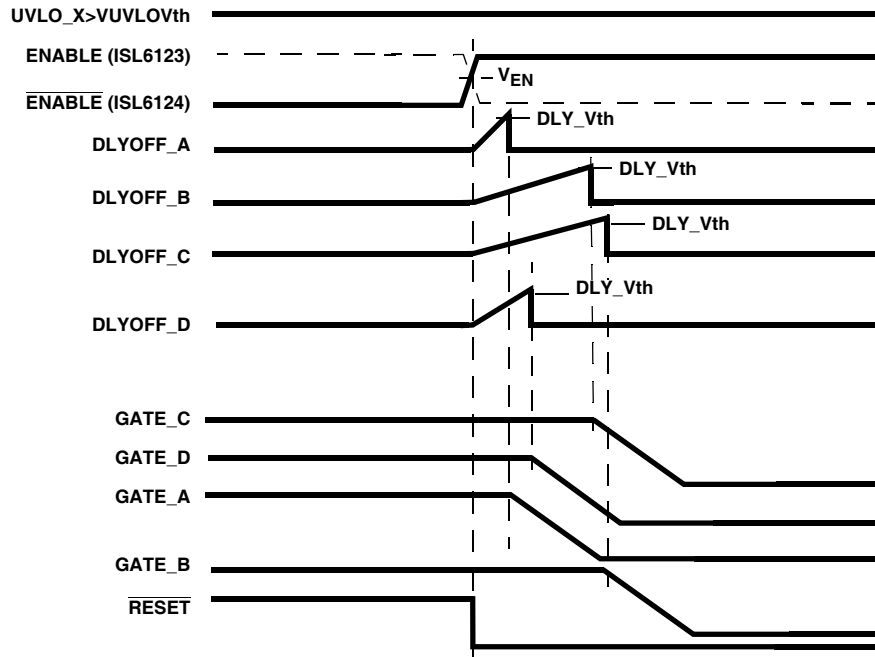 UVLO_X>VUVLOVth
ENABLE (ISL6123)
VEN
ENABLE (ISL6124)
DLY_Vth
DLYOFF_A
DLY_Vth
DLYOFF_B
DLY_Vth
DLYOFF_C
DLY_Vth
DLYOFF_D
GATE_C
GATE_D
GATE_A
GATE_B
RESET